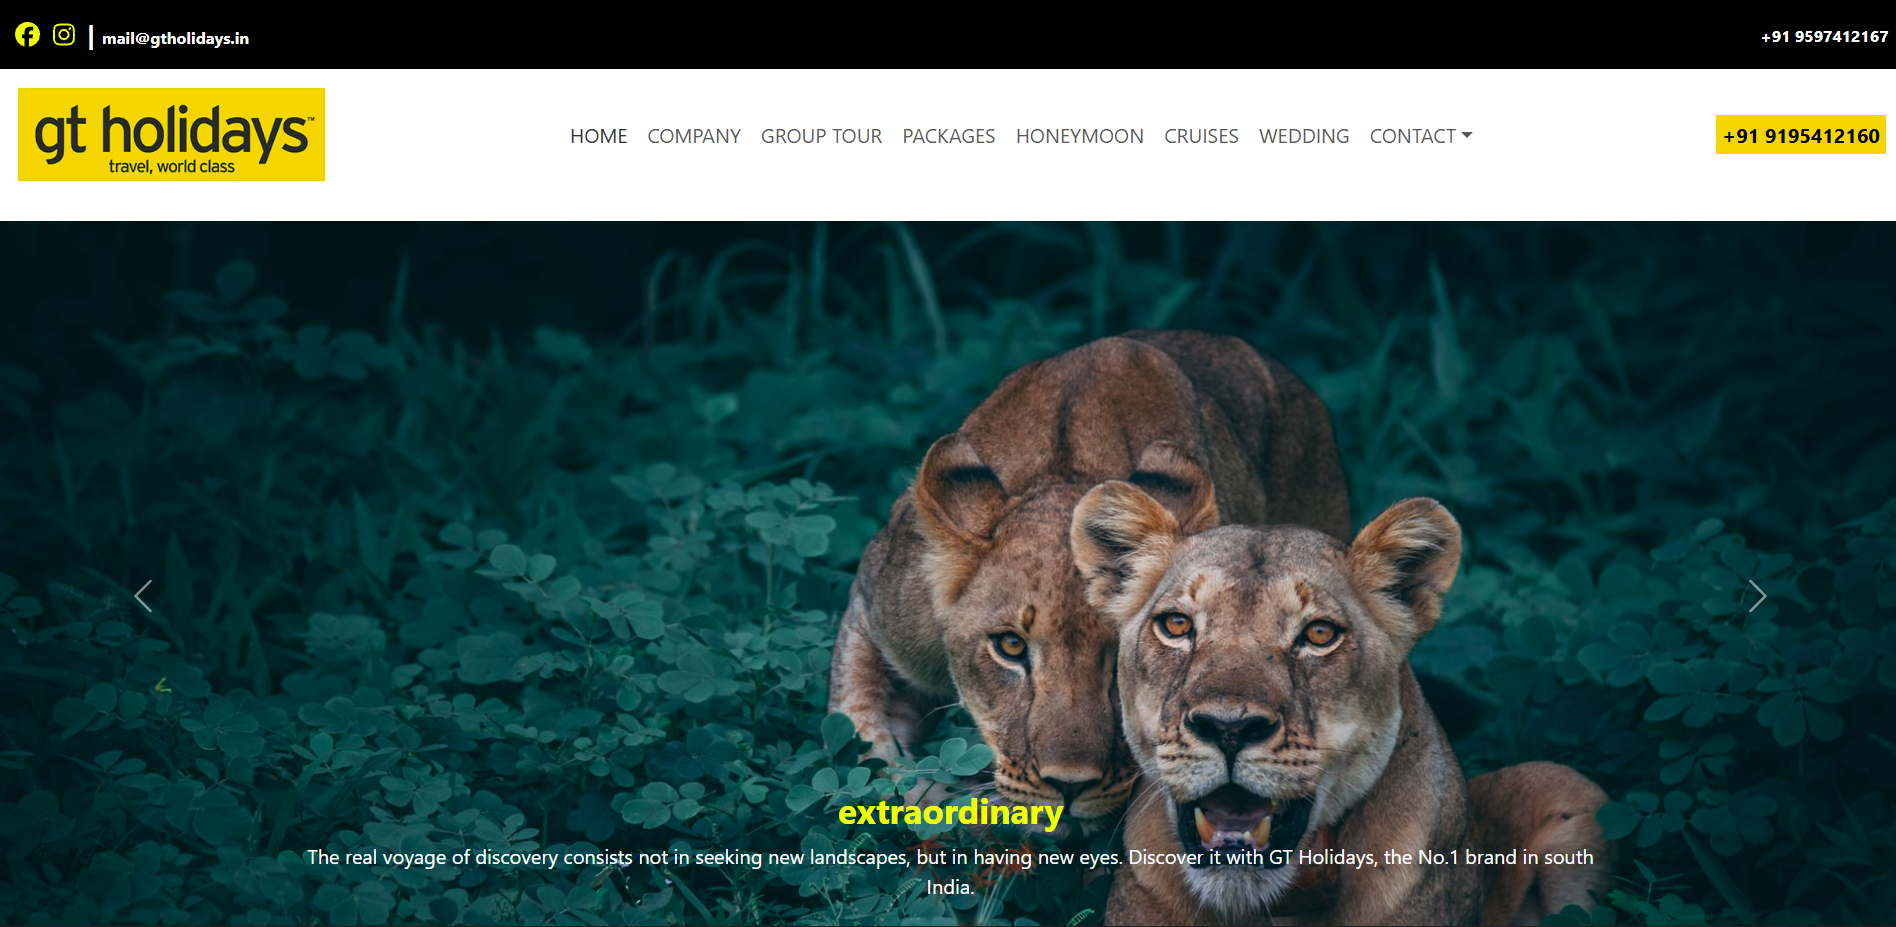 mail@gtholidays.in
+91 9597412167
gt holidays™
travel, world class
HOME COMPANY GROUP TOUR PACKAGES HONEYMOON CRUISES WEDDING CONTACT
+91 9195412160
extraordinary
The real voyage of discovery consists not in seeking new landscapes, but in having new eyes. Discover it with GT Holidays, the No.1 brand in south
India.